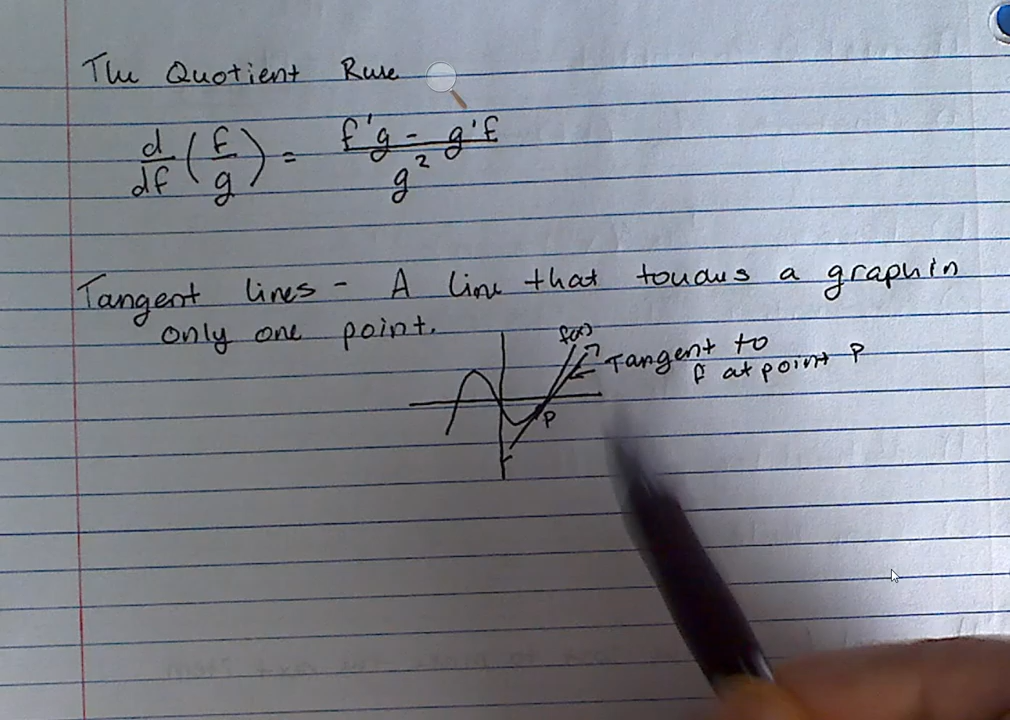 The Quotient Rule
d/df (f/g) = f'g - g'f / g²
Tangent lines - A line that touches a graph in
only one point.
f(x)
Tangent to
f at point P
P